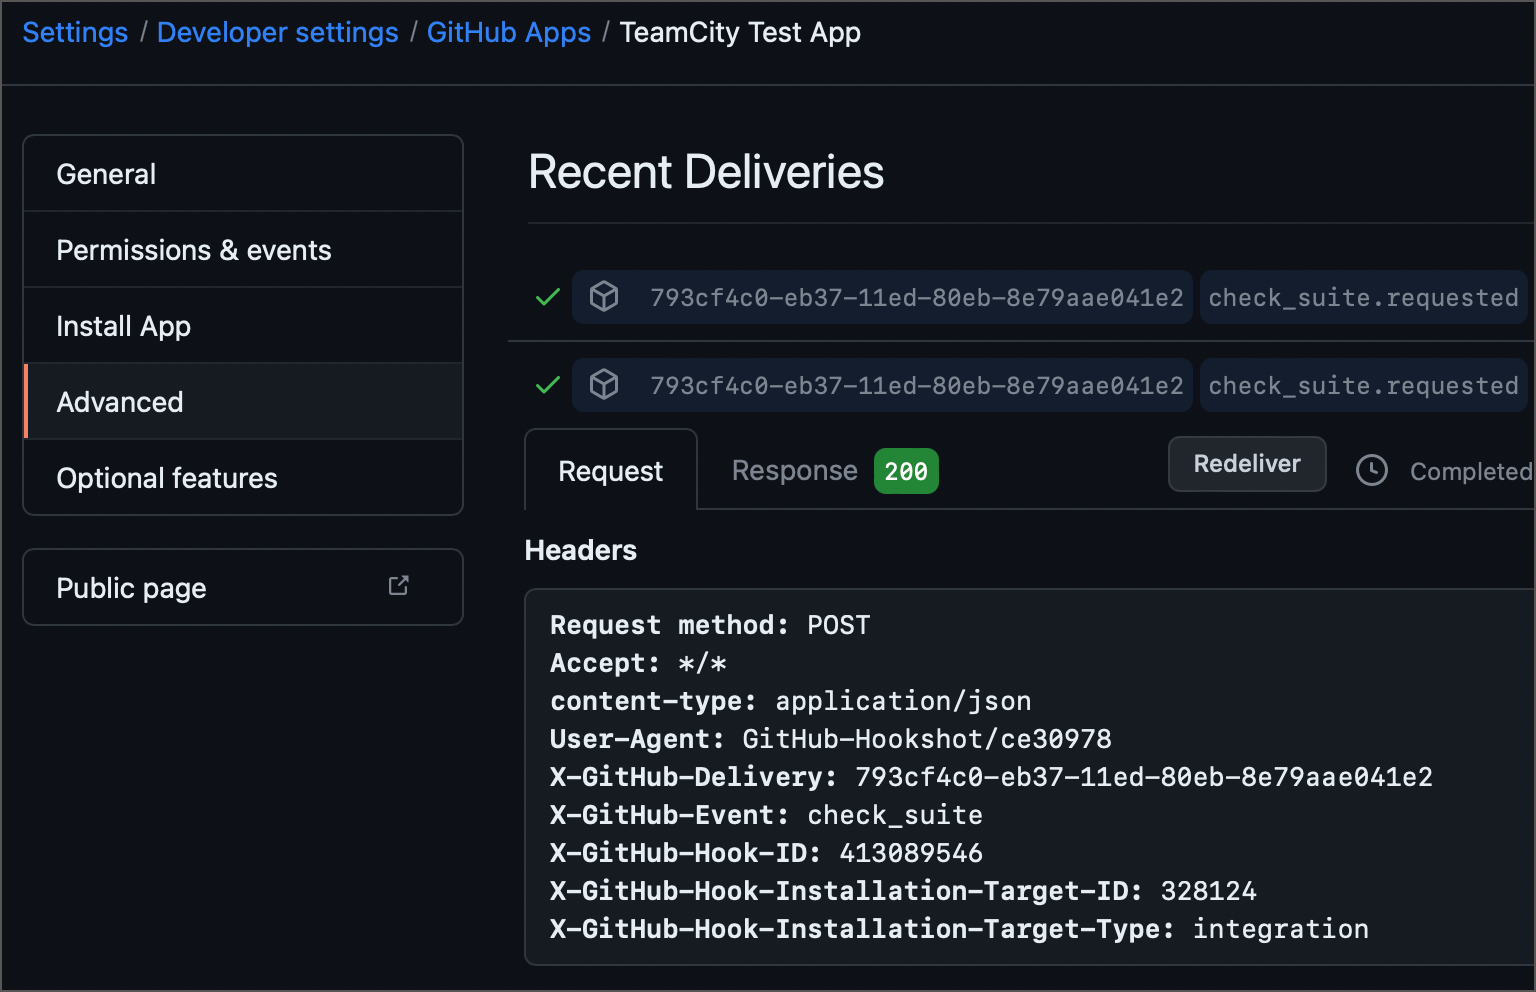 Settings / Developer settings / GitHub Apps / TeamCity Test App
General
Permissions & events
Install App
Advanced
Optional features
Public page
Recent Deliveries
793cf4c0-eb37-11ed-80eb-8e79aae041e2 check_suite.requested
793cf4c0-eb37-11ed-80eb-8e79aae041e2 check_suite.requested
Request Response 200 Redeliver Completed
Headers
Request method: POST
Accept: */*
content-type: application/json
User-Agent: GitHub-Hookshot/ce30978
X-GitHub-Delivery: 793cf4c0-eb37-11ed-80eb-8e79aae041e2
X-GitHub-Event: check_suite
X-GitHub-Hook-ID: 413089546
X-GitHub-Hook-Installation-Target-ID: 328124
X-GitHub-Hook-Installation-Target-Type: integration